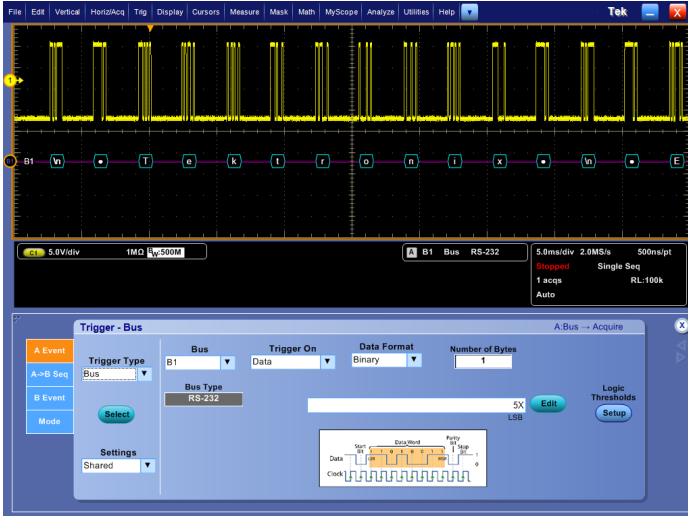 File Edit Vertical Horiz/Acq Trig Display Cursors Measure Mask Math MyScope Analyze Utilities Help Tek X
1
B1 B1 \n • T e k t r o n i x • \n • E
C1 5.0V/div 1MΩ BW:500M
A B1 Bus RS-232
5.0ms/div 2.0MS/s 500ns/pt
Stopped Single Seq
1 acqs RL:100k
Auto
Trigger - Bus A:Bus → Acquire X
A Event
A->B Seq
B Event
Mode
Trigger Type
Bus
Select
Settings
Shared
Bus
B1
Trigger On
Data
Data Format
Binary
Number of Bytes
1
Bus Type
RS-232
5X
LSB
Edit
Logic
Thresholds
Setup
Start Bit Data Word Parity Bit Stop Bit
Data 1 0
Clock